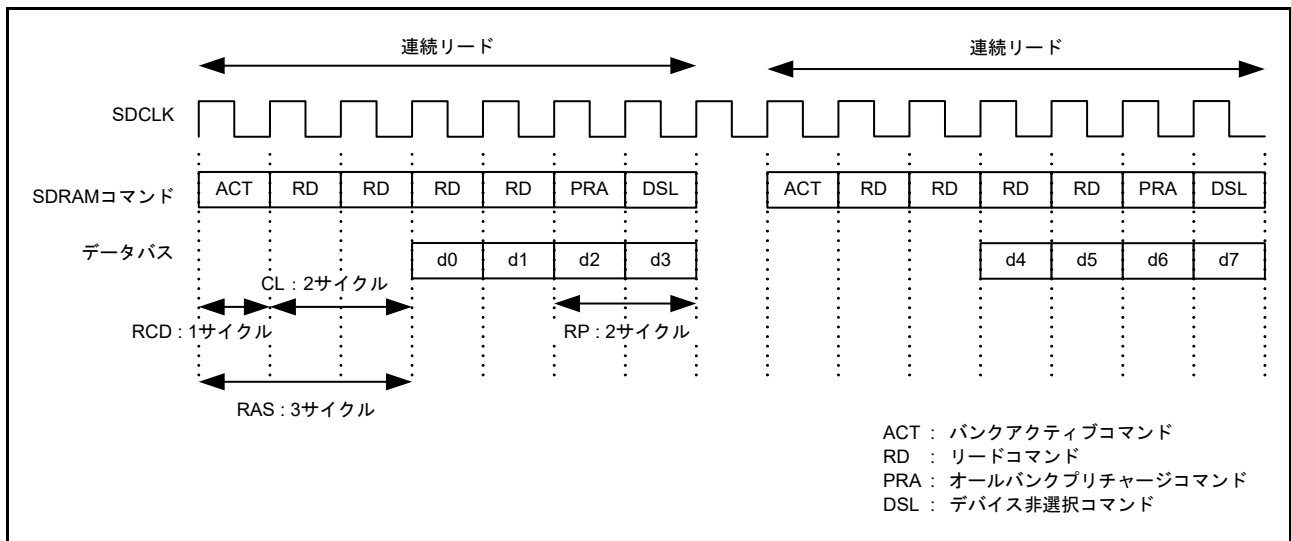 連続リード 連続リード
SDCLK
SDRAMコマンド ACT RD RD RD RD PRA DSL ACT RD RD RD RD PRA DSL
データバス d0 d1 d2 d3 d4 d5 d6 d7
CL : 2サイクル
RCD : 1サイクル RP : 2サイクル
RAS : 3サイクル
ACT : バンクアクティブコマンド
RD : リードコマンド
PRA : オールバンクプリチャージコマンド
DSL : デバイス非選択コマンド